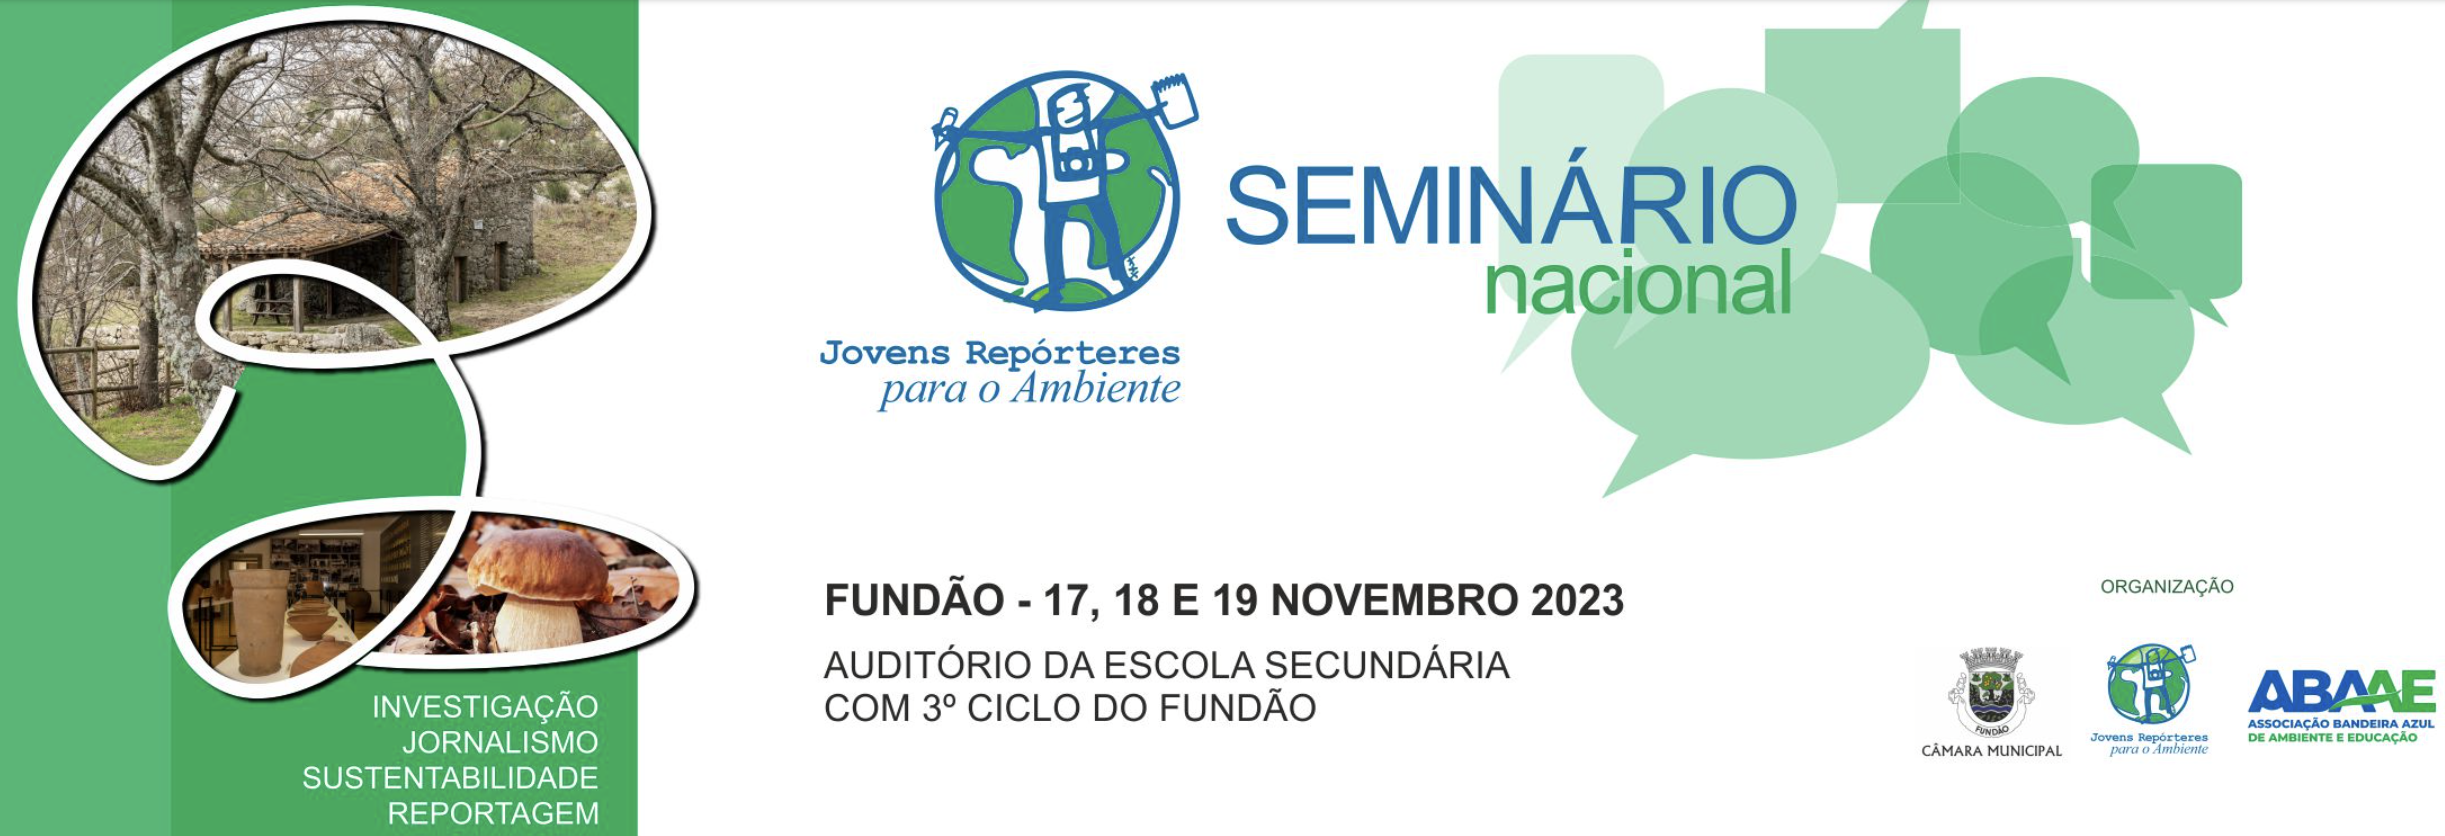 SEMINÁRIO
nacional
Jovens Repórteres
para o Ambiente
FUNDÃO - 17, 18 E 19 NOVEMBRO 2023
AUDITÓRIO DA ESCOLA SECUNDÁRIA
COM 3º CICLO DO FUNDÃO
INVESTIGAÇÃO
JORNALISMO
SUSTENTABILIDADE
REPORTAGEM
ORGANIZAÇÃO
FUNDÃO
CÂMARA MUNICIPAL
Jovens Repórteres
para o Ambiente
ABAAE
ASSOCIAÇÃO BANDEIRA AZUL
DE AMBIENTE E EDUCAÇÃO